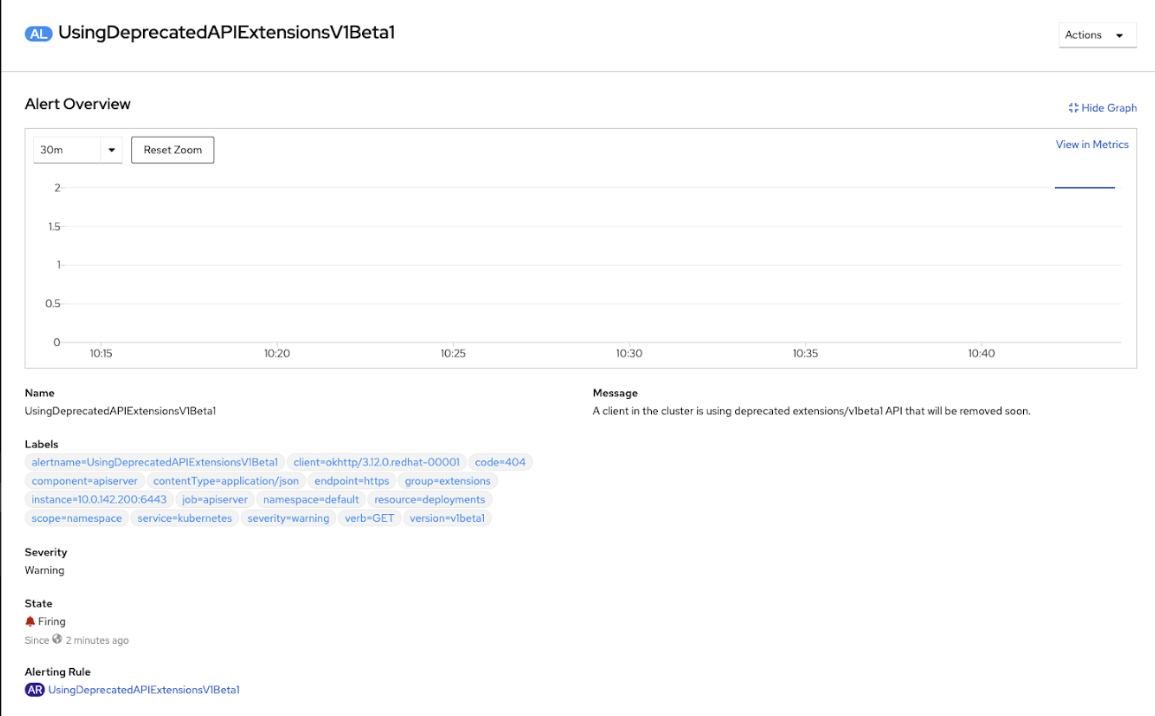 AL UsingDeprecatedAPIExtensionsV1Beta1
Actions
Alert Overview
Hide Graph
30m
Reset Zoom
View in Metrics
2
1.5
1
0.5
0
10:15 10:20 10:25 10:30 10:35 10:40
Name
UsingDeprecatedAPIExtensionsV1Beta1
Message
A client in the cluster is using deprecated extensions/v1beta1 API that will be removed soon.
Labels
alertname=UsingDeprecatedAPIExtensionsV1Beta1 client=okhttp/3.12.0.redhat-00001 code=404
component=apiserver contentType=application/json endpoint=https group=extensions
instance=10.0.142.200:6443 job=apiserver namespace=default resource=deployments
scope=namespace service=kubernetes severity=warning verb=GET version=v1beta1
Severity
Warning
State
Firing
Since 2 minutes ago
Alerting Rule
AR UsingDeprecatedAPIExtensionsV1Beta1